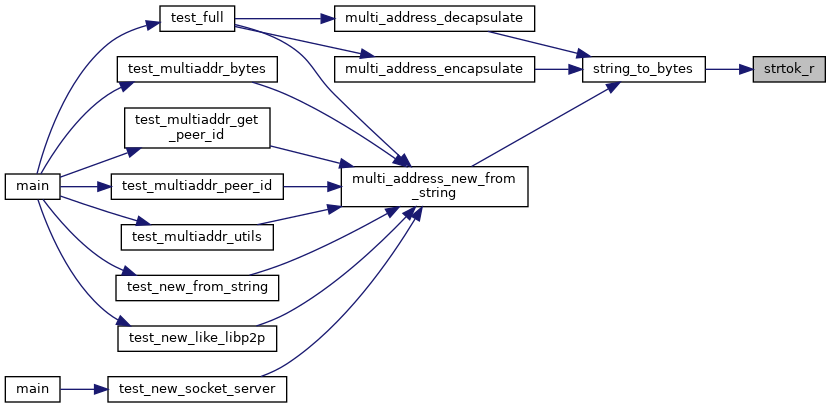 test_full
multi_address_decapsulate
test_multiaddr_bytes
multi_address_encapsulate
string_to_bytes
strtok_r
test_multiaddr_get
_peer_id
main
test_multiaddr_peer_id
multi_address_new_from
_string
test_multiaddr_utils
test_new_from_string
test_new_like_libp2p
main
test_new_socket_server